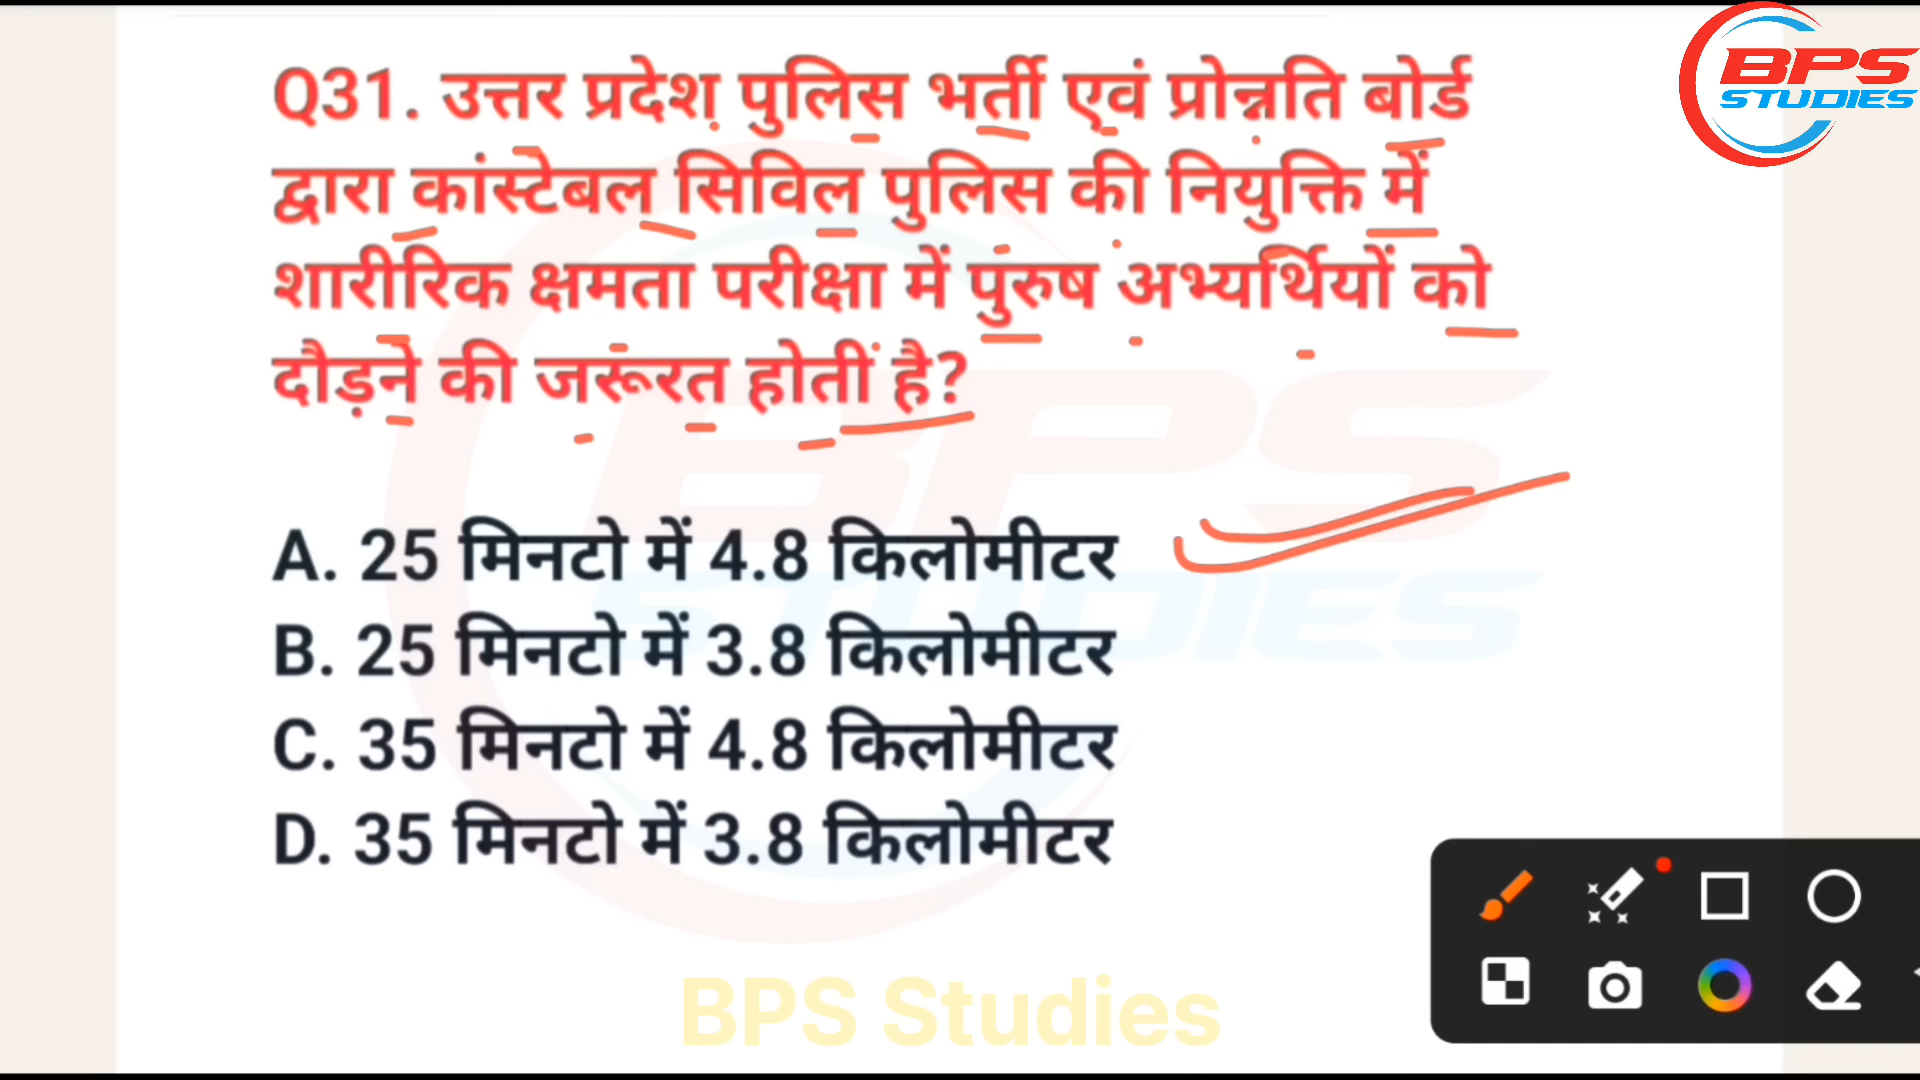 BPS
STUDIES
Q31. उत्तर प्रदेश पुलिस भर्ती एवं प्रोन्नति बोर्ड
द्वारा कांस्टेबल सिविल पुलिस की नियुक्ति में
शारीरिक क्षमता परीक्षा में पुरुष अभ्यर्थियों को
दौड़ने की जरूरत होती है?
A. 25 मिनटो में 4.8 किलोमीटर
B. 25 मिनटो में 3.8 किलोमीटर
C. 35 मिनटो में 4.8 किलोमीटर
D. 35 मिनटो में 3.8 किलोमीटर
BPS
STUDIES
BPS Studies